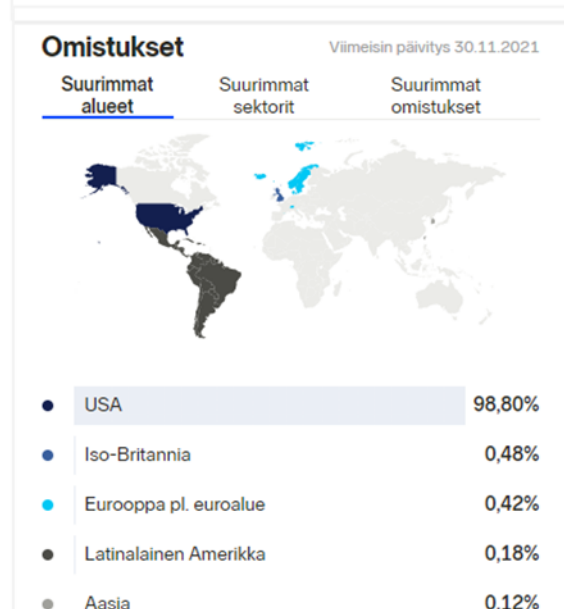 Omistukset
Viimeisin päivitys 30.11.2021
Suurimmat alueet
Suurimmat sektorit
Suurimmat omistukset
USA 98,80%
Iso-Britannia 0,48%
Eurooppa pl. euroalue 0,42%
Latinalainen Amerikka 0,18%
Aasia 0,12%